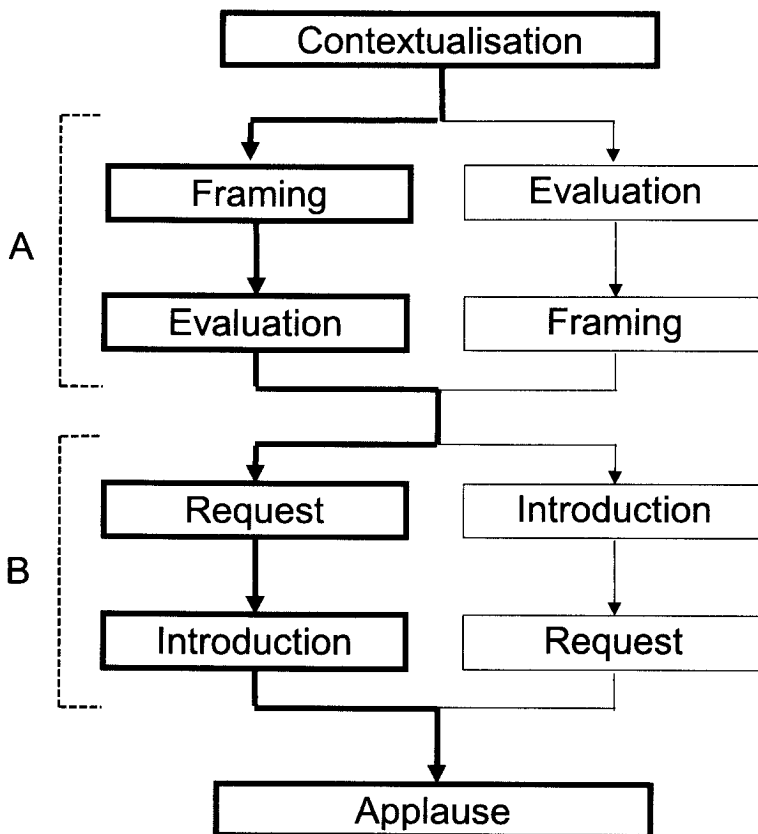 Contextualisation
Framing
Evaluation
A
Evaluation
Framing
Request
Introduction
B
Introduction
Request
Applause